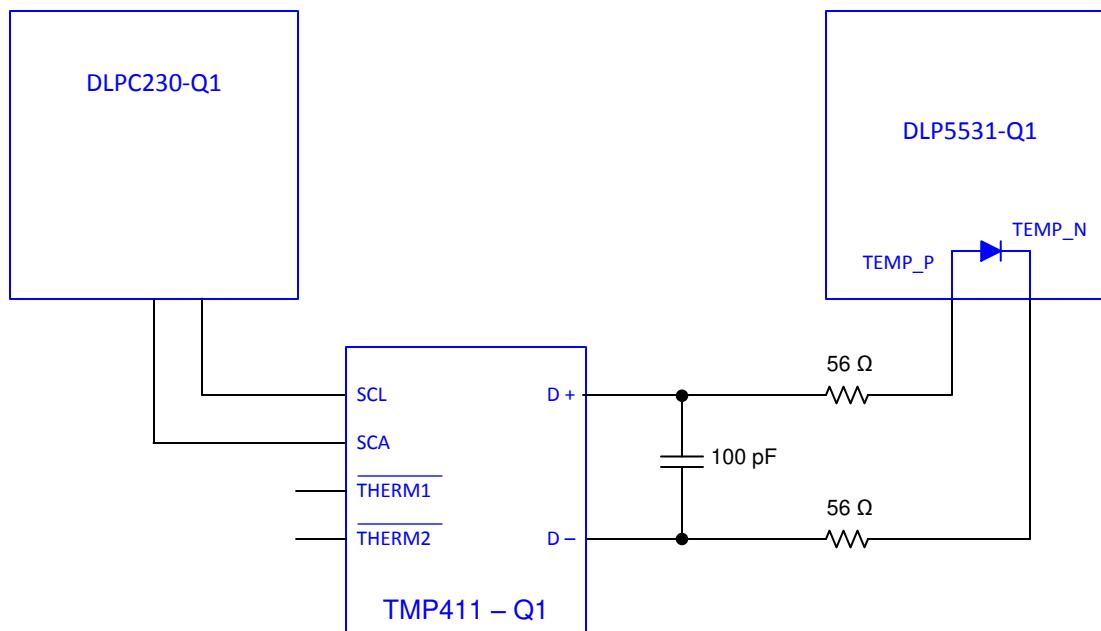 DLPC230-Q1
DLP5531-Q1
TEMP_N
TEMP_P
56 Ω
SCL
D +
SCA
100 pF
THERM1
56 Ω
THERM2
D –
TMP411 – Q1